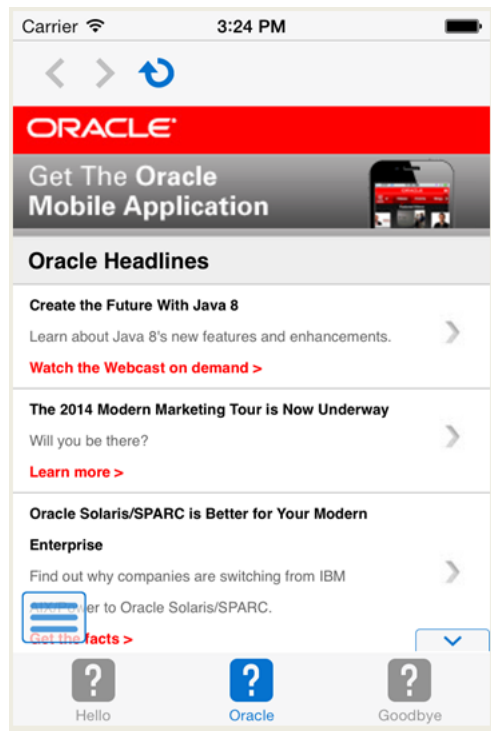 Carrier 3:24 PM
ORACLE
Get The Oracle
Mobile Application
Oracle Headlines
Create the Future With Java 8
Learn about Java 8's new features and enhancements.
Watch the Webcast on demand >
The 2014 Modern Marketing Tour is Now Underway
Will you be there?
Learn more >
Oracle Solaris/SPARC is Better for Your Modern
Enterprise
Find out why companies are switching from IBM
AIX/Power to Oracle Solaris/SPARC.
Get the facts >
? ? ?
Hello Oracle Goodbye